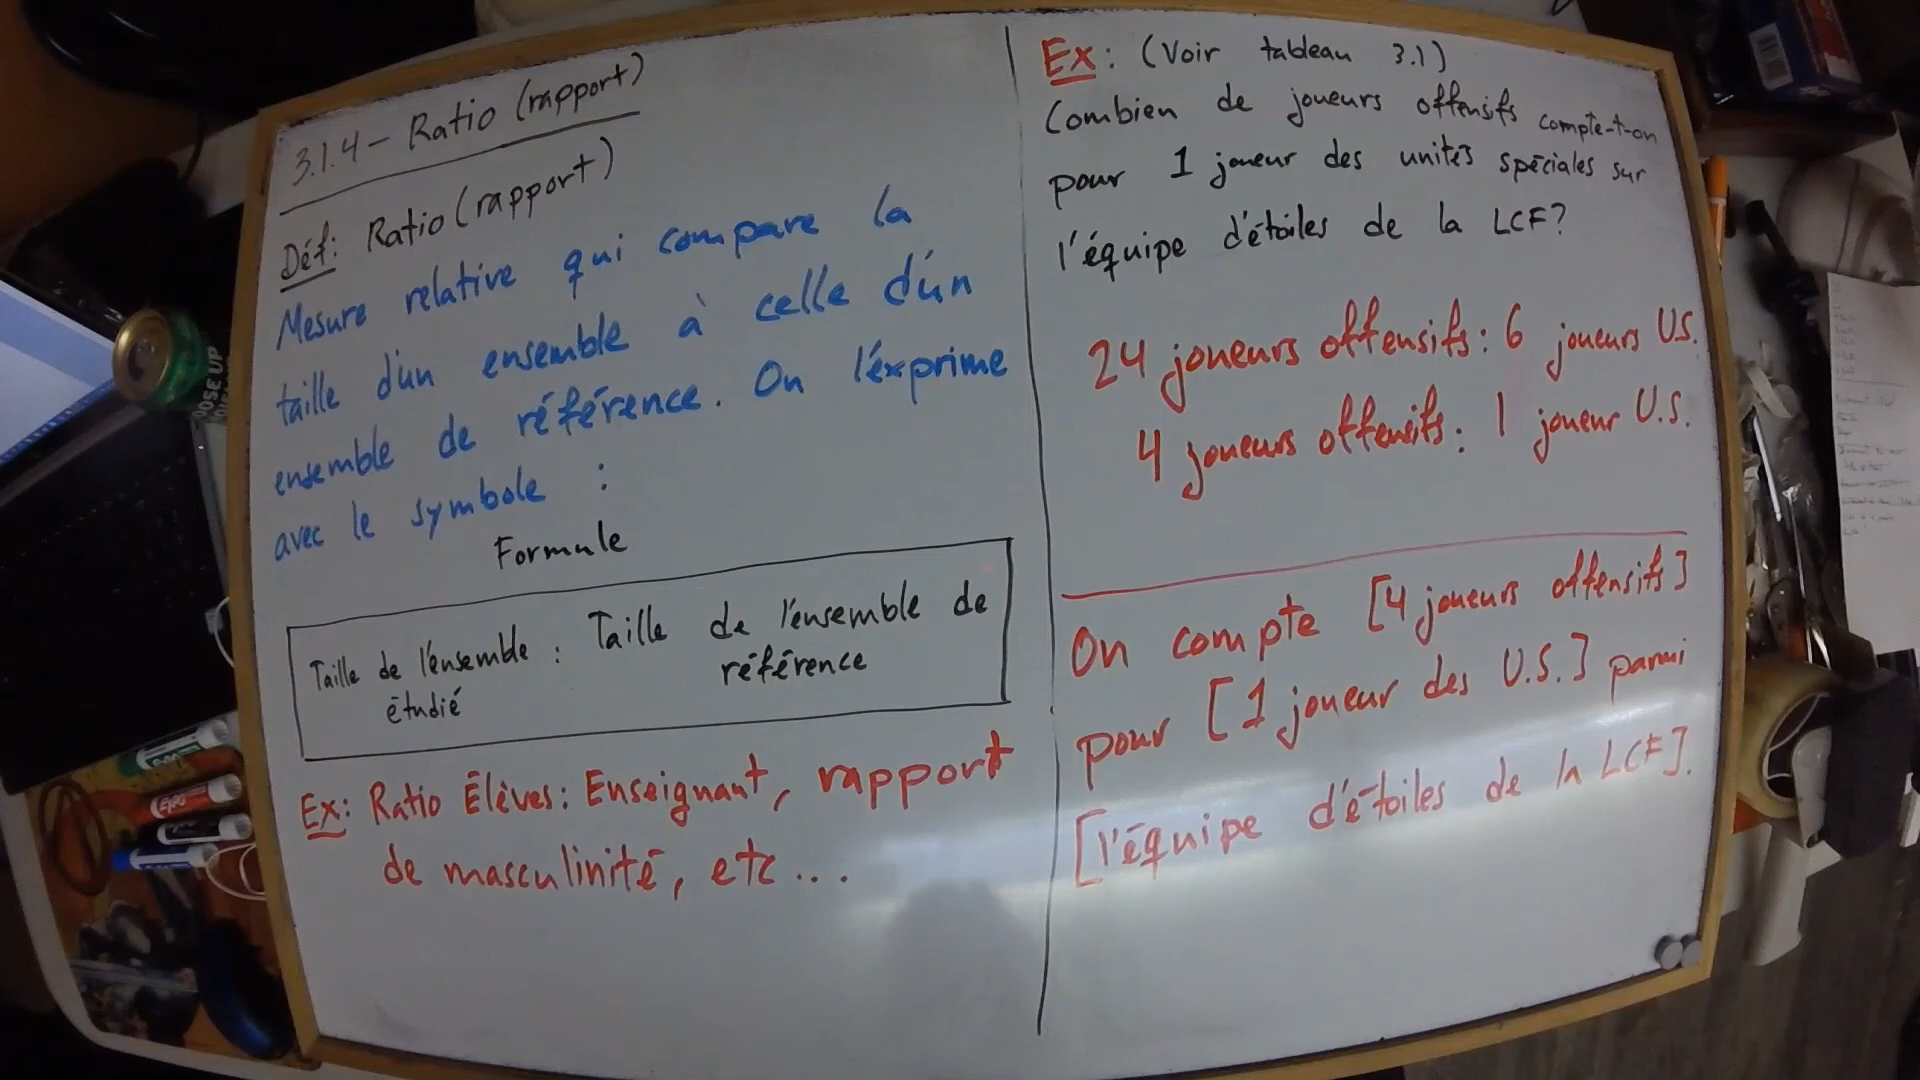 3.1.4 - Ratio (rapport)
Déf: Ratio (rapport)
Mesure relative qui compare la
taille d'un ensemble à celle d'un
ensemble de référence. On l'exprime
avec le symbole :
Formule
Taille de l'ensemble : Taille de l'ensemble de
étudié référence
Ex: Ratio Élèves: Enseignant, rapport
de masculinité, etc...
Ex: (Voir tableau 3.1)
Combien de joueurs offensifs compte-t-on
pour 1 joueur des unités spéciales sur
l'équipe d'étoiles de la LCF?
24 joueurs offensifs: 6 joueurs U.S.
4 joueurs offensifs: 1 joueur U.S.
On compte [4 joueurs offensifs]
pour [1 joueur des U.S.] parmi
[l'équipe d'étoiles de la LCF].